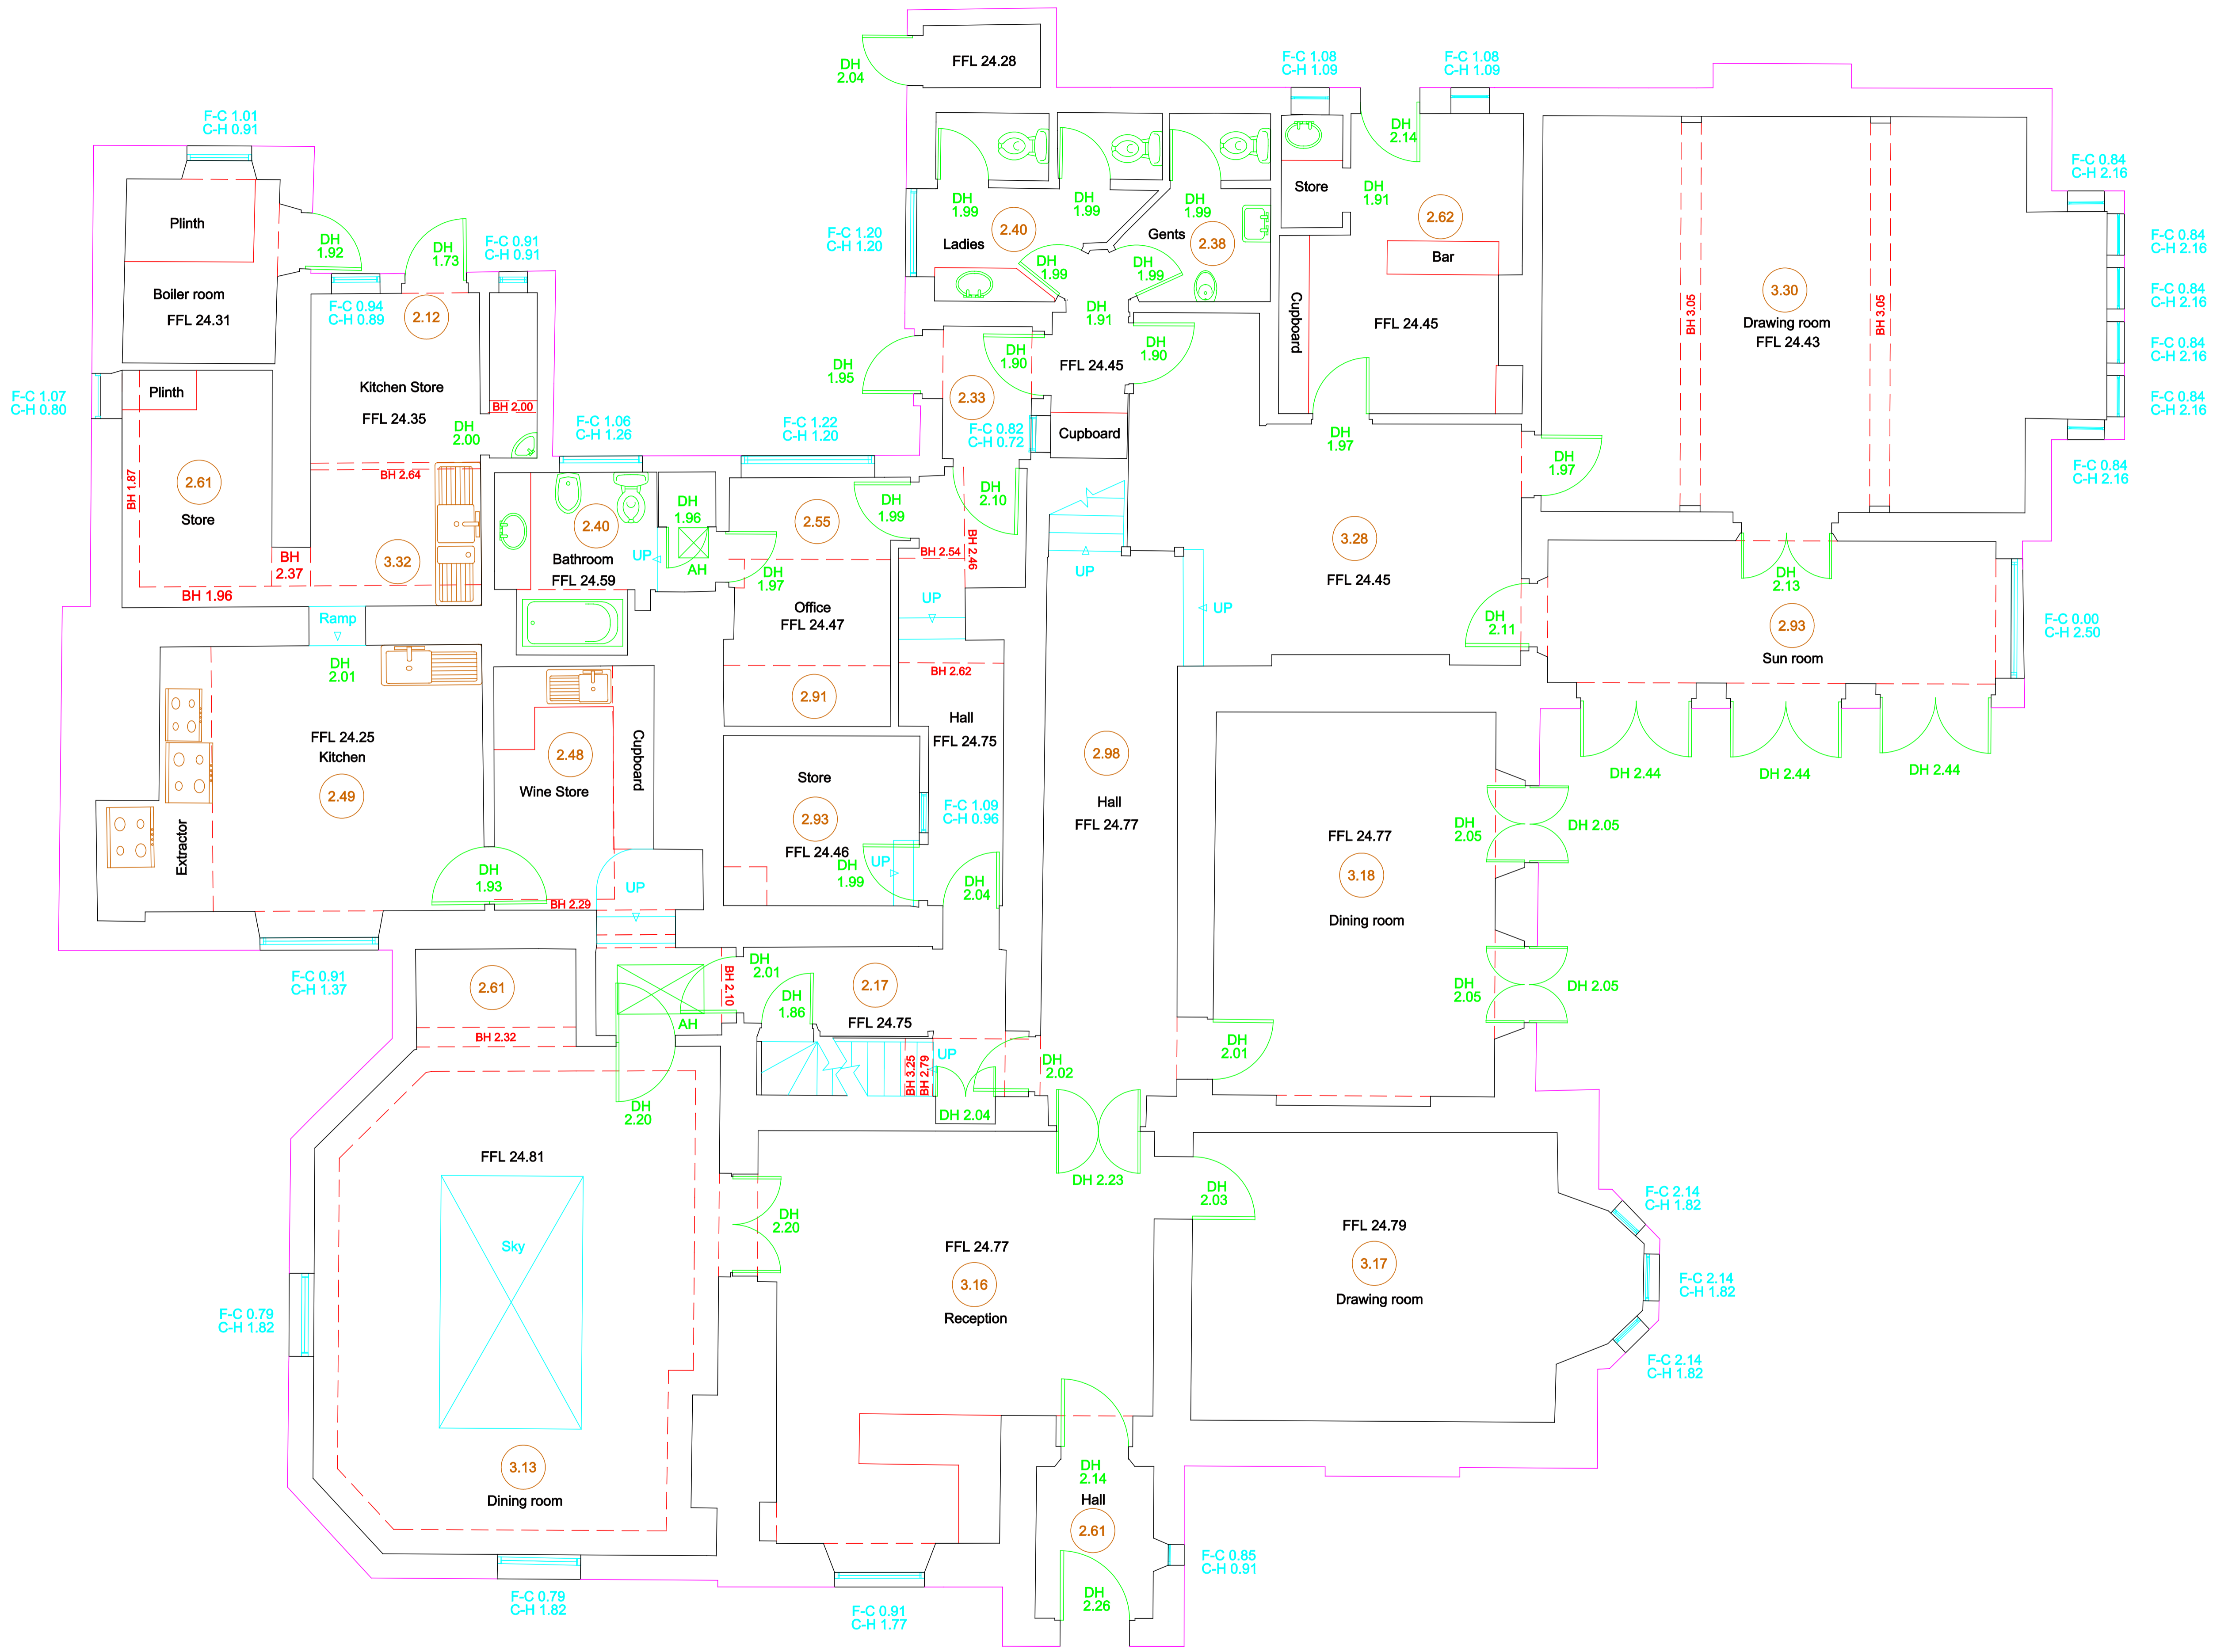 FFL 24.28
DH
2.04
F-C 1.08
C-H 1.09
F-C 1.08
C-H 1.09
F-C 1.01
C-H 0.91
DH
2.14
F-C 0.84
C-H 2.16
Plinth
Store
DH
1.91
DH
1.99
DH
1.99
DH
1.99
2.62
2.40
Ladies
Gents
2.38
F-C 1.20
C-H 1.20
DH
1.92
DH
1.73
F-C 0.91
C-H 0.91
F-C 0.84
C-H 2.16
Bar
DH
1.99
DH
1.99
Boiler room
FFL 24.31
F-C 0.94
C-H 0.89
2.12
DH
1.91
Cupboard
FFL 24.45
BH 3.05
3.30
Drawing room
FFL 24.43
BH 3.05
F-C 0.84
C-H 2.16
F-C 0.84
C-H 2.16
F-C 0.84
C-H 2.16
DH
1.95
DH
1.90
DH
1.90
FFL 24.45
Plinth
F-C 1.07
C-H 0.80
Kitchen Store
FFL 24.35
BH 2.00
DH
2.00
2.33
F-C 0.82
C-H 0.72
Cupboard
F-C 1.06
C-H 1.26
F-C 1.22
C-H 1.20
DH
1.97
DH
1.97
F-C 0.84
C-H 2.16
BH 1.87
2.61
Store
BH 2.64
3.32
BH
2.37
BH 1.96
2.40
Bathroom
FFL 24.59
UP
DH
1.96
AH
2.55
DH
1.99
DH
2.10
DH
1.97
BH 2.54
BH 2.46
UP
3.28
FFL 24.45
UP
DH
2.13
DH
2.11
2.93
Sun room
F-C 0.00
C-H 2.50
Office
FFL 24.47
UP
Ramp
DH
2.01
BH 2.62
2.91
Hall
FFL 24.75
FFL 24.25
Kitchen
2.49
2.48
Wine Store
Cupboard
Store
2.93
FFL 24.46
F-C 1.09
C-H 0.96
2.98
Hall
FFL 24.77
DH 2.44
DH 2.44
DH 2.44
FFL 24.77
3.18
Dining room
DH
2.05
DH 2.05
Extractor
DH
1.93
BH 2.29
UP
DH
1.99
UP
DH
2.04
F-C 0.91
C-H 1.37
2.61
BH 2.32
BH 2.10
DH
2.01
DH
1.86
2.17
FFL 24.75
AH
DH
2.05
DH 2.05
BH 3.25
BH 2.79
UP
DH
2.02
DH
2.01
DH 2.04
DH
2.20
FFL 24.81
Sky
DH
2.20
DH 2.23
DH
2.03
FFL 24.77
3.16
Reception
FFL 24.79
3.17
Drawing room
F-C 2.14
C-H 1.82
F-C 2.14
C-H 1.82
F-C 2.14
C-H 1.82
F-C 0.79
C-H 1.82
3.13
Dining room
DH
2.14
Hall
2.61
F-C 0.85
C-H 0.91
DH
2.26
F-C 0.79
C-H 1.82
F-C 0.91
C-H 1.77